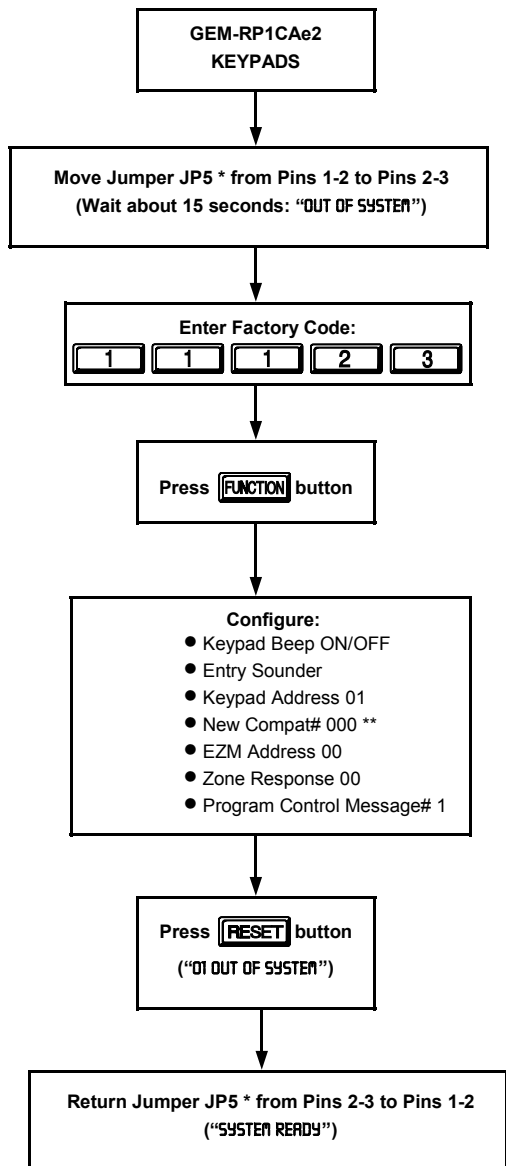 GEM-RP1CAe2
KEYPADS
Move Jumper JP5 * from Pins 1-2 to Pins 2-3
(Wait about 15 seconds: “OUT OF SYSTEM”)
Enter Factory Code:
1 1 1 2 3
Press FUNCTION button
Configure:
● Keypad Beep ON/OFF
● Entry Sounder
● Keypad Address 01
● New Compat# 000 **
● EZM Address 00
● Zone Response 00
● Program Control Message# 1
Press RESET button
(“01 OUT OF SYSTEM”)
Return Jumper JP5 * from Pins 2-3 to Pins 1-2
(“SYSTEM READY”)